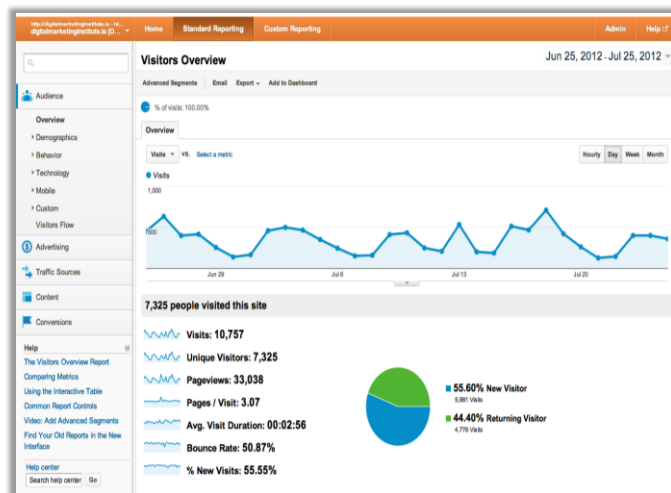 http://digitalmarketinginstitute.ie - ht...
digitalmarketinginstitute.ie [D...
Home
Standard Reporting
Custom Reporting
Admin
Help
Audience
Overview
Demographics
Behavior
Technology
Mobile
Custom
Visitors Flow
Advertising
Traffic Sources
Content
Conversions
Help
The Visitors Overview Report
Comparing Metrics
Using the Interactive Table
Common Report Controls
Video: Add Advanced Segments
Find Your Old Reports in the New
Interface
Help center
Search help center
Go
Visitors Overview
Jun 25, 2012 - Jul 25, 2012
Advanced Segments
Email
Export
Add to Dashboard
% of visits: 100.00%
Overview
Visits
VS.
Select a metric
Hourly
Day
Week
Month
Visits
1,000
500
Jun 29
Jul 6
Jul 13
Jul 20
7,325 people visited this site
Visits: 10,757
Unique Visitors: 7,325
Pageviews: 33,038
Pages / Visit: 3.07
Avg. Visit Duration: 00:02:56
Bounce Rate: 50.87%
% New Visits: 55.55%
55.60% New Visitor
5,981 Visits
44.40% Returning Visitor
4,776 Visits